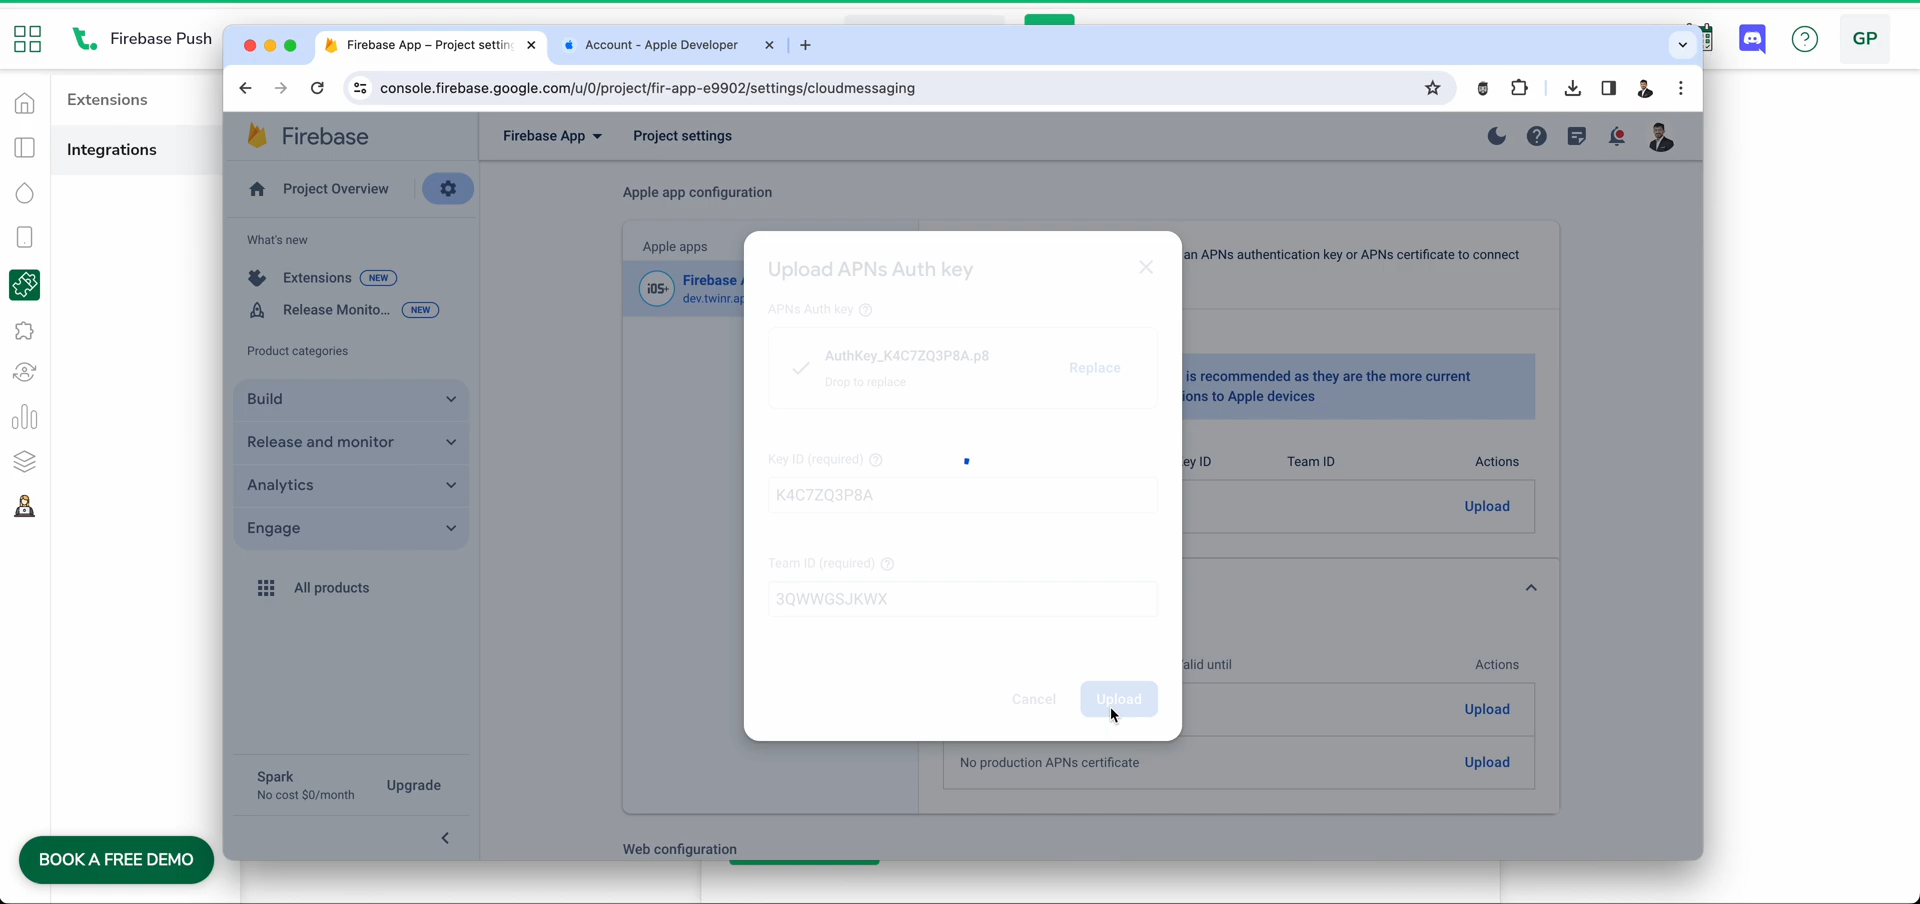 Firebase Push
GP
Firebase App – Project settin
Account - Apple Developer
console.firebase.google.com/u/0/project/fir-app-e9902/settings/cloudmessaging
Extensions
Integrations
Firebase
Firebase App
Project settings
Project Overview
What's new
Extensions NEW
Release Monito... NEW
Product categories
Build
Release and monitor
Analytics
Engage
All products
Spark
No cost $0/month
Upgrade
BOOK A FREE DEMO
Apple app configuration
Apple apps
iOS+
Firebase A
dev.twinr.ap
an APNs authentication key or APNs certificate to connect
is recommended as they are the more current
ions to Apple devices
ey ID
Team ID
Actions
Upload
alid until
Actions
Upload
No production APNs certificate
Upload
Web configuration
Upload APNs Auth key
APNs Auth key
AuthKey_K4C7ZQ3P8A.p8
Drop to replace
Replace
Key ID (required)
K4C7ZQ3P8A
Team ID (required)
3QWWGSJKWX
Cancel
Upload